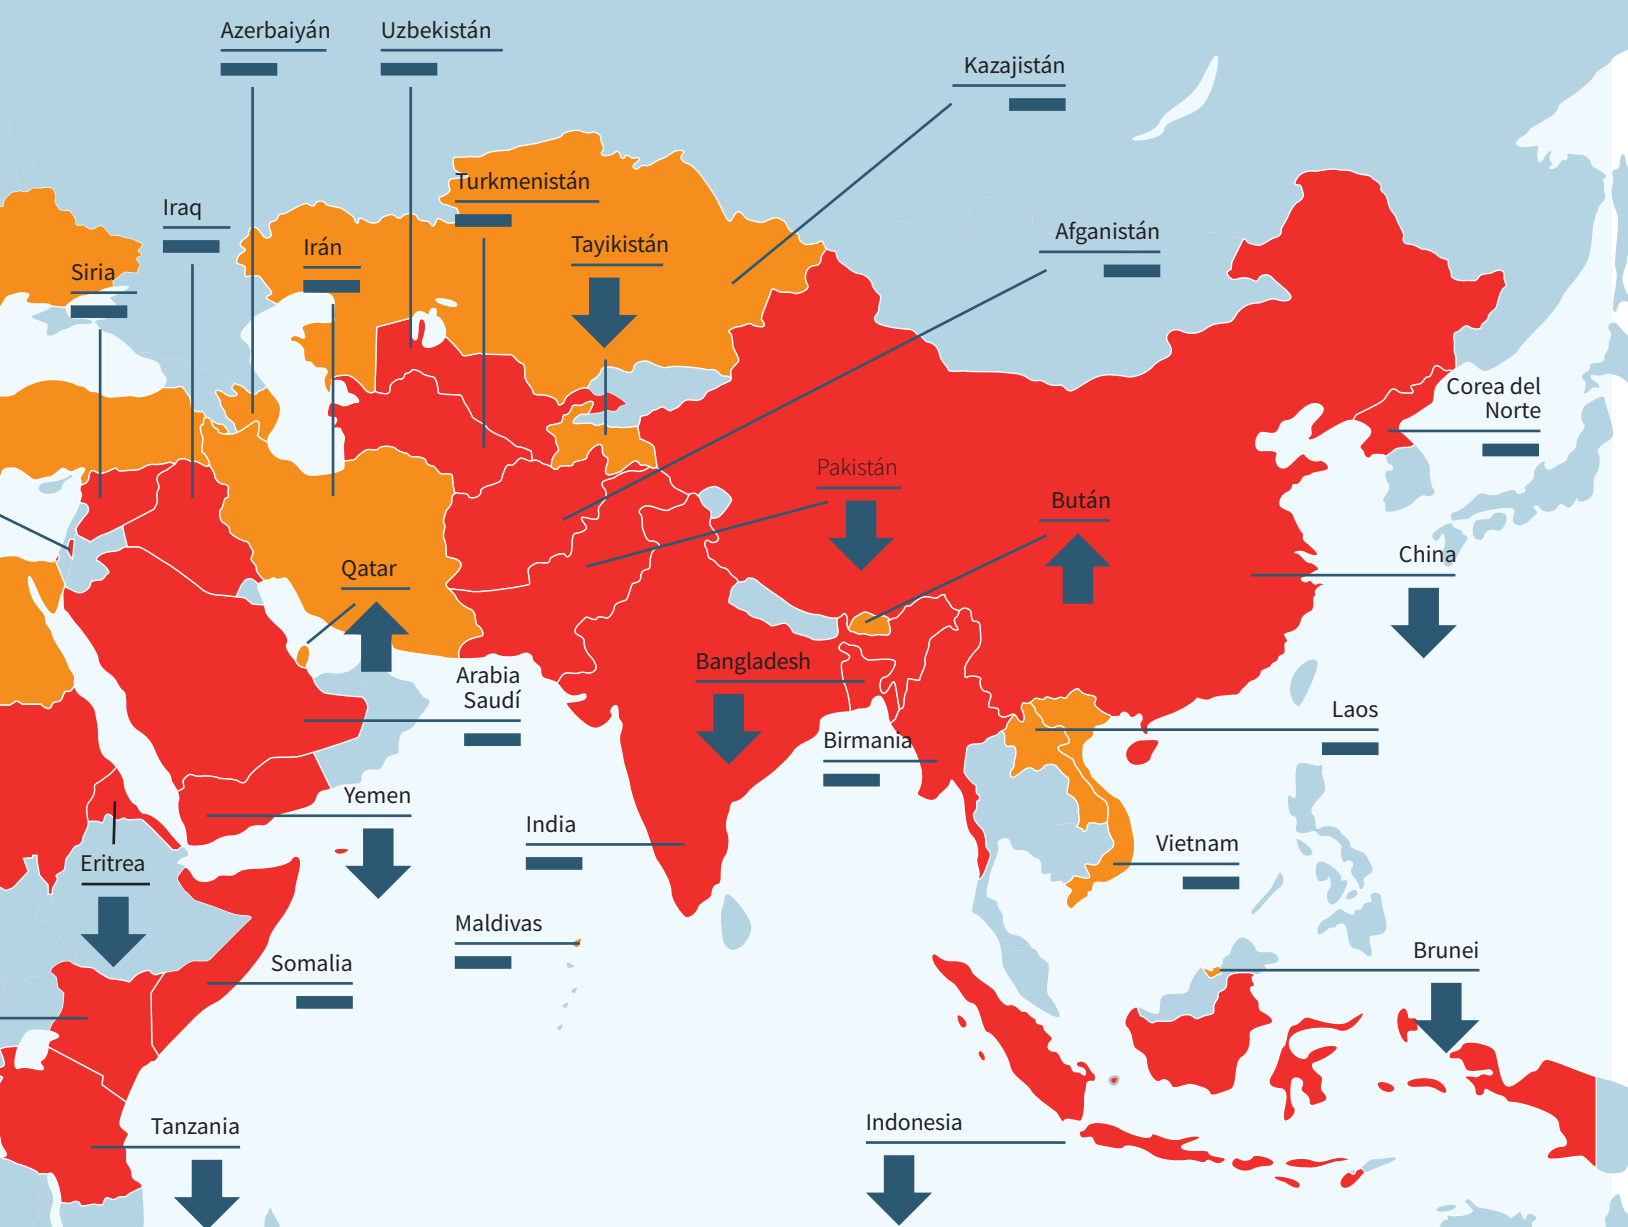 Azerbaiyán
Uzbekistán
Kazajistán
Turkmenistán
Iraq
Afganistán
Irán
Tayikistán
Siria
Corea del
Norte
Pakistán
Bután
China
Qatar
Bangladesh
Arabia
Saudí
Laos
Birmania
Yemen
India
Vietnam
Eritrea
Maldivas
Brunei
Somalia
Tanzania
Indonesia